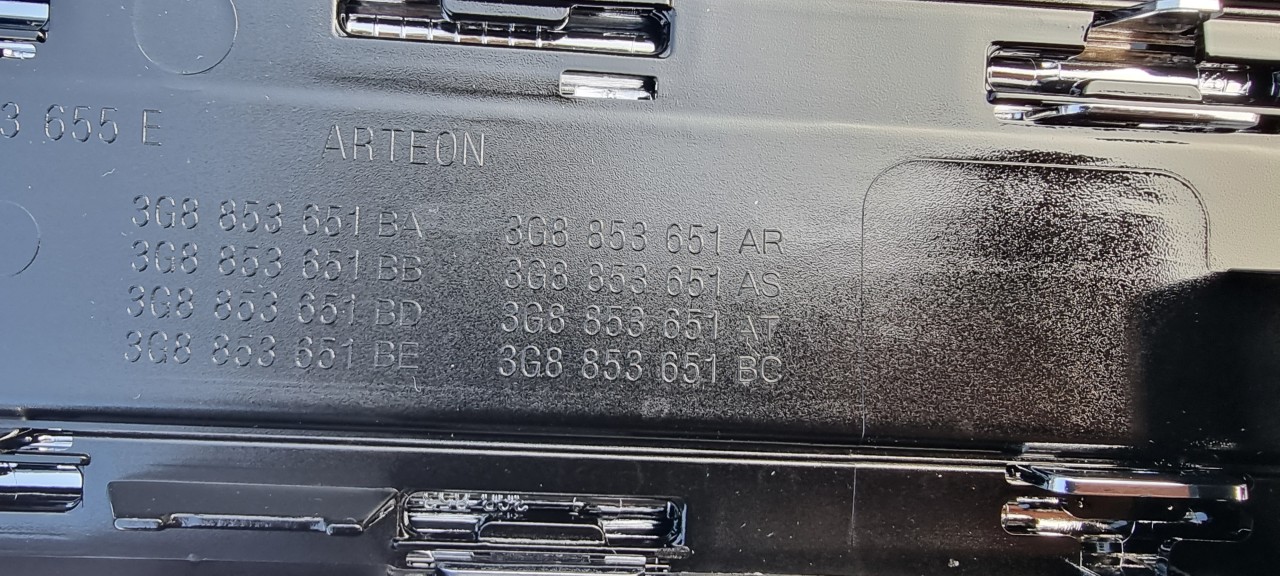 3 655 E ARTEON
3G8 853 651 BA 3G8 853 651 AR
3G8 853 651 BB 3G8 853 651 AS
3G8 853 651 BD 3G8 853 651 AT
3G8 853 651 BE 3G8 853 651 BC